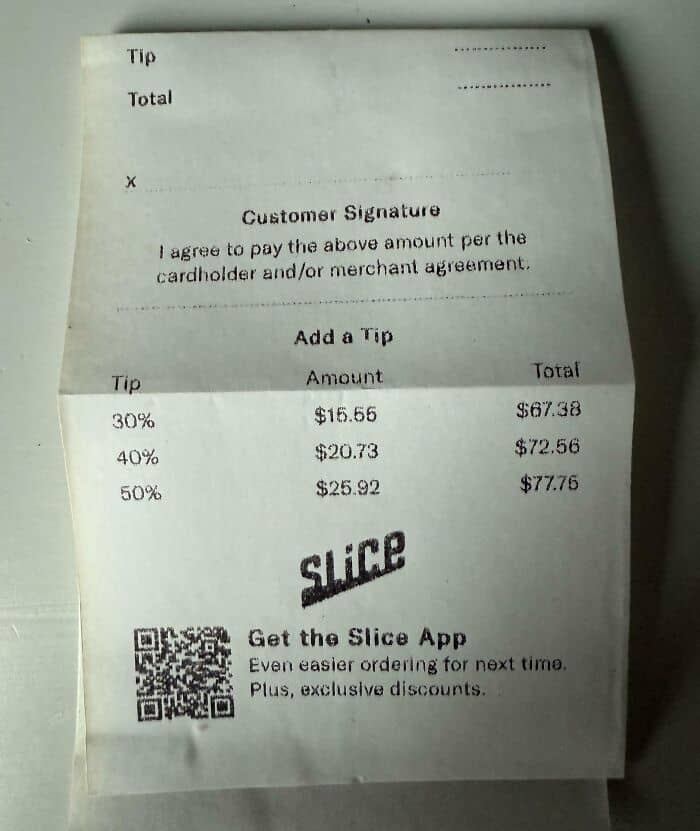 Tip ....................
Total ....................
X ........................................
Customer Signature
I agree to pay the above amount per the
cardholder and/or merchant agreement.
Add a Tip
Tip Amount Total
30% $15.55 $67.38
40% $20.73 $72.56
50% $25.92 $77.75
SLiCE
Get the Slice App
Even easier ordering for next time.
Plus, exclusive discounts.